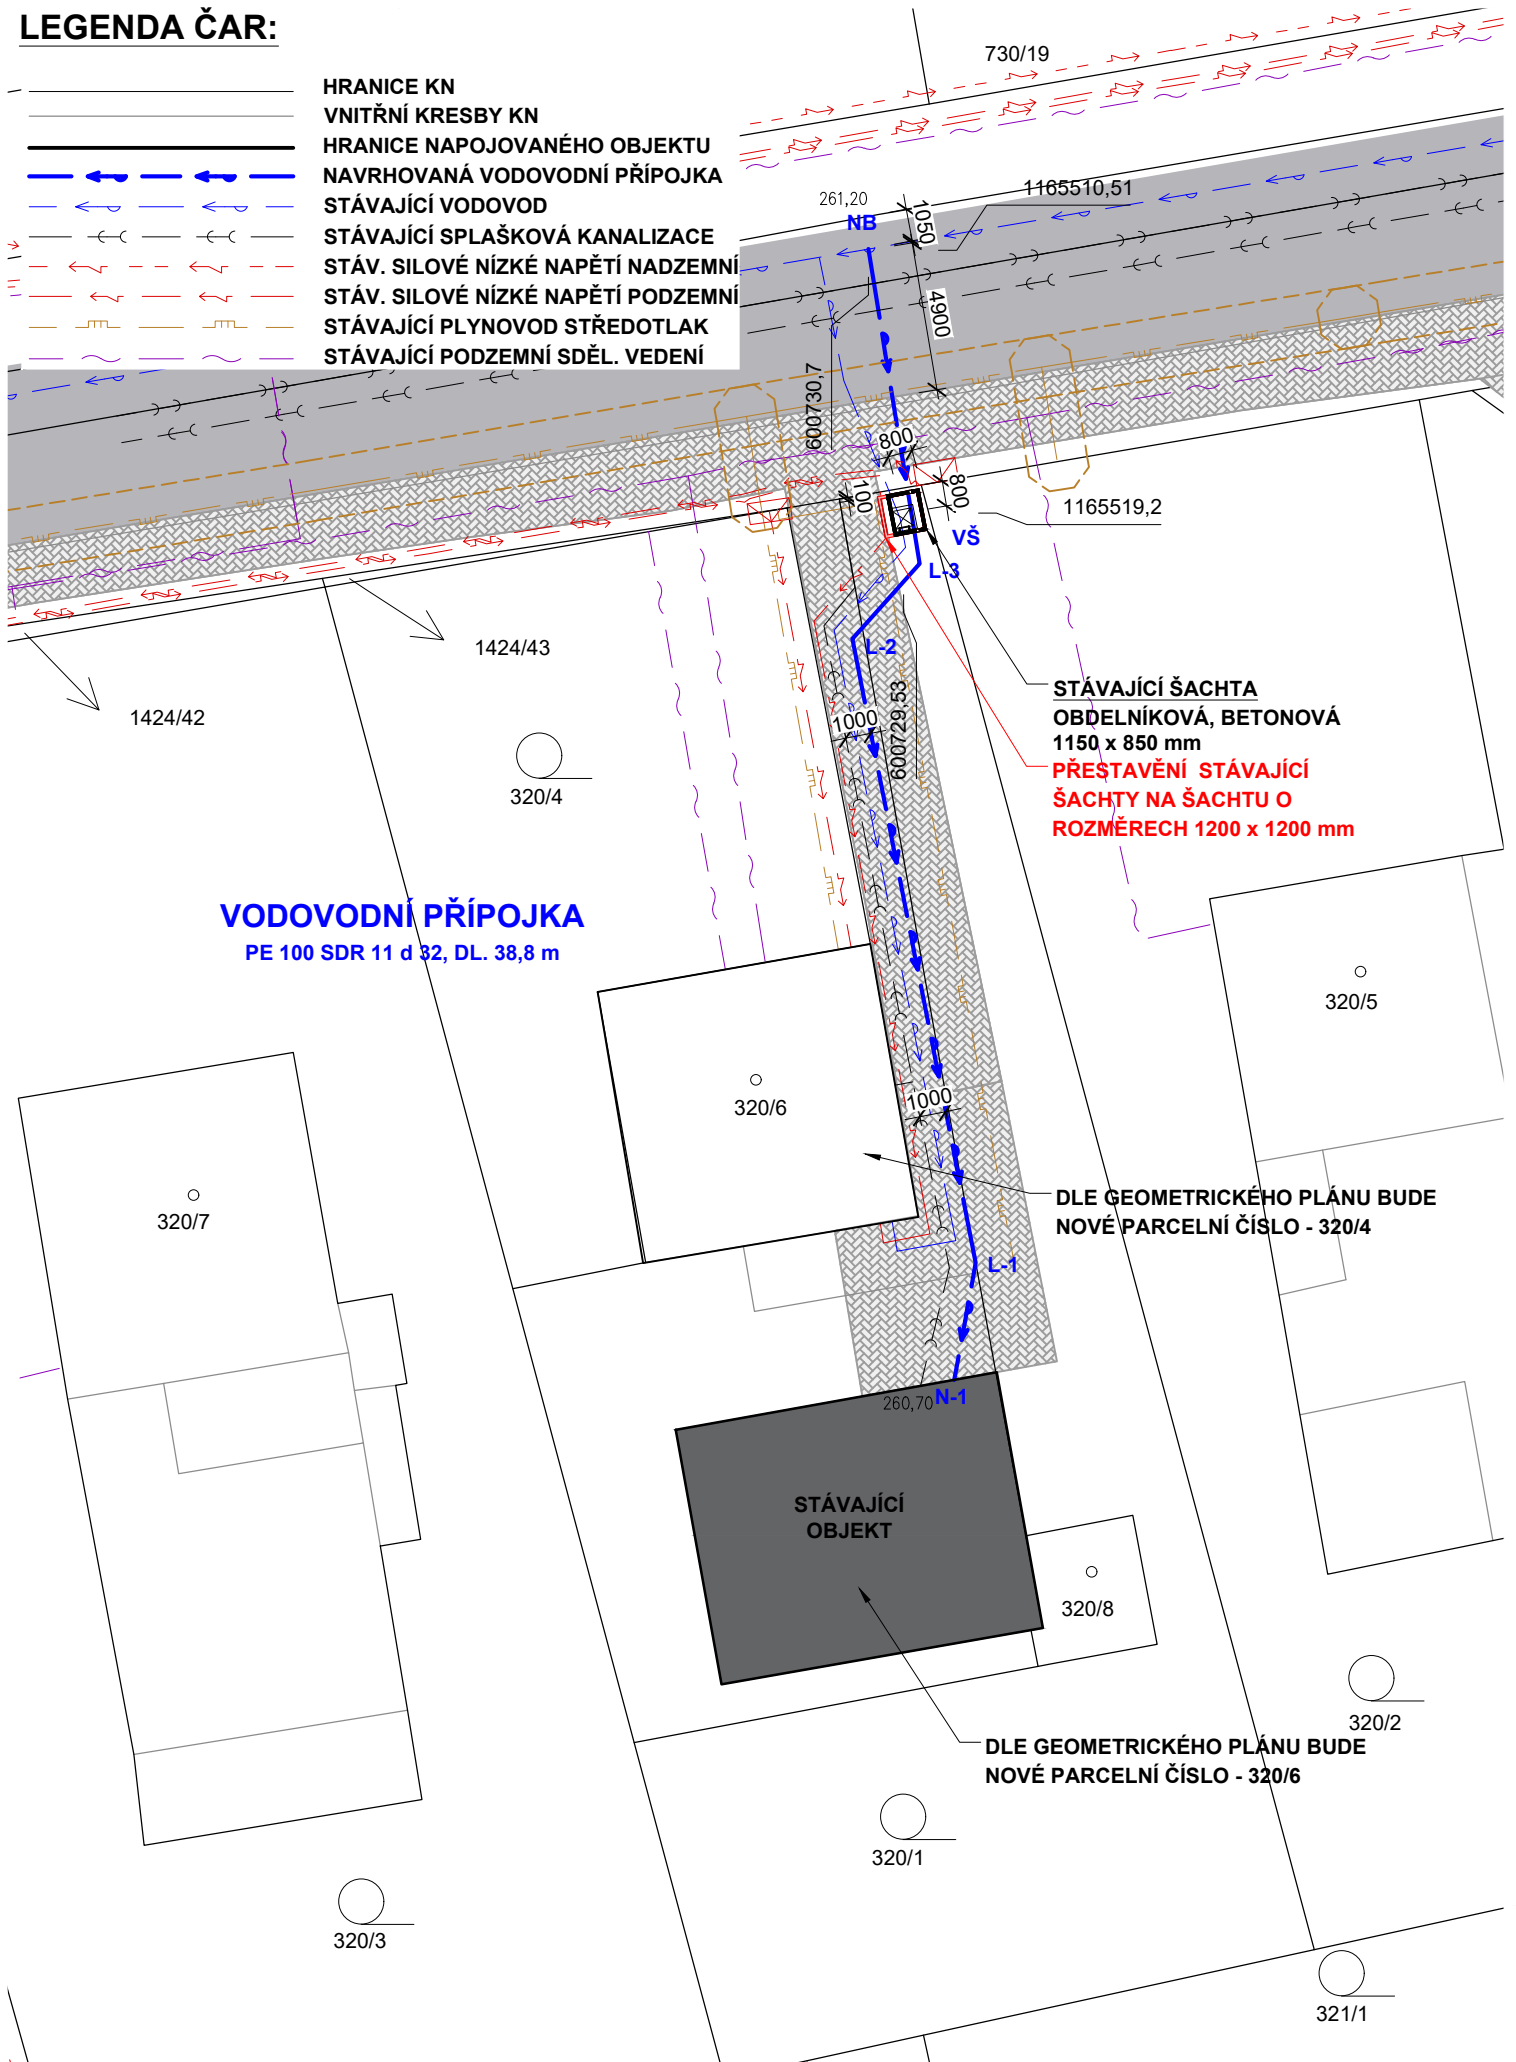 LEGENDA ČAR:
HRANICE KN
VNITŘNÍ KRESBY KN
HRANICE NAPOJOVANÉHO OBJEKTU
NAVRHOVANÁ VODOVODNÍ PŘÍPOJKA
STÁVAJÍCÍ VODOVOD
STÁVAJÍCÍ SPLAŠKOVÁ KANALIZACE
STÁV. SILOVÉ NÍZKÉ NAPĚTÍ NADZEMNÍ
STÁV. SILOVÉ NÍZKÉ NAPĚTÍ PODZEMNÍ
STÁVAJÍCÍ PLYNOVOD STŘEDOTLAK
STÁVAJÍCÍ PODZEMNÍ SDĚL. VEDENÍ
730/19
261,20
NB
1050
1165510,51
4900
600730,7
800
100
800
1165519,2
VŠ
L-3
L-2
1424/43
1424/42
1000
600729,53
STÁVAJÍCÍ ŠACHTA
OBDELNÍKOVÁ, BETONOVÁ
1150 x 850 mm
PŘESTAVĚNÍ STÁVAJÍCÍ
ŠACHTY NA ŠACHTU O
ROZMĚRECH 1200 x 1200 mm
320/4
VODOVODNÍ PŘÍPOJKA
PE 100 SDR 11 d 32, DL. 38,8 m
320/5
320/6
1000
320/7
DLE GEOMETRICKÉHO PLÁNU BUDE
NOVÉ PARCELNÍ ČÍSLO - 320/4
L-1
260,70
N-1
STÁVAJÍCÍ
OBJEKT
320/8
320/2
DLE GEOMETRICKÉHO PLÁNU BUDE
NOVÉ PARCELNÍ ČÍSLO - 320/6
320/1
320/3
321/1